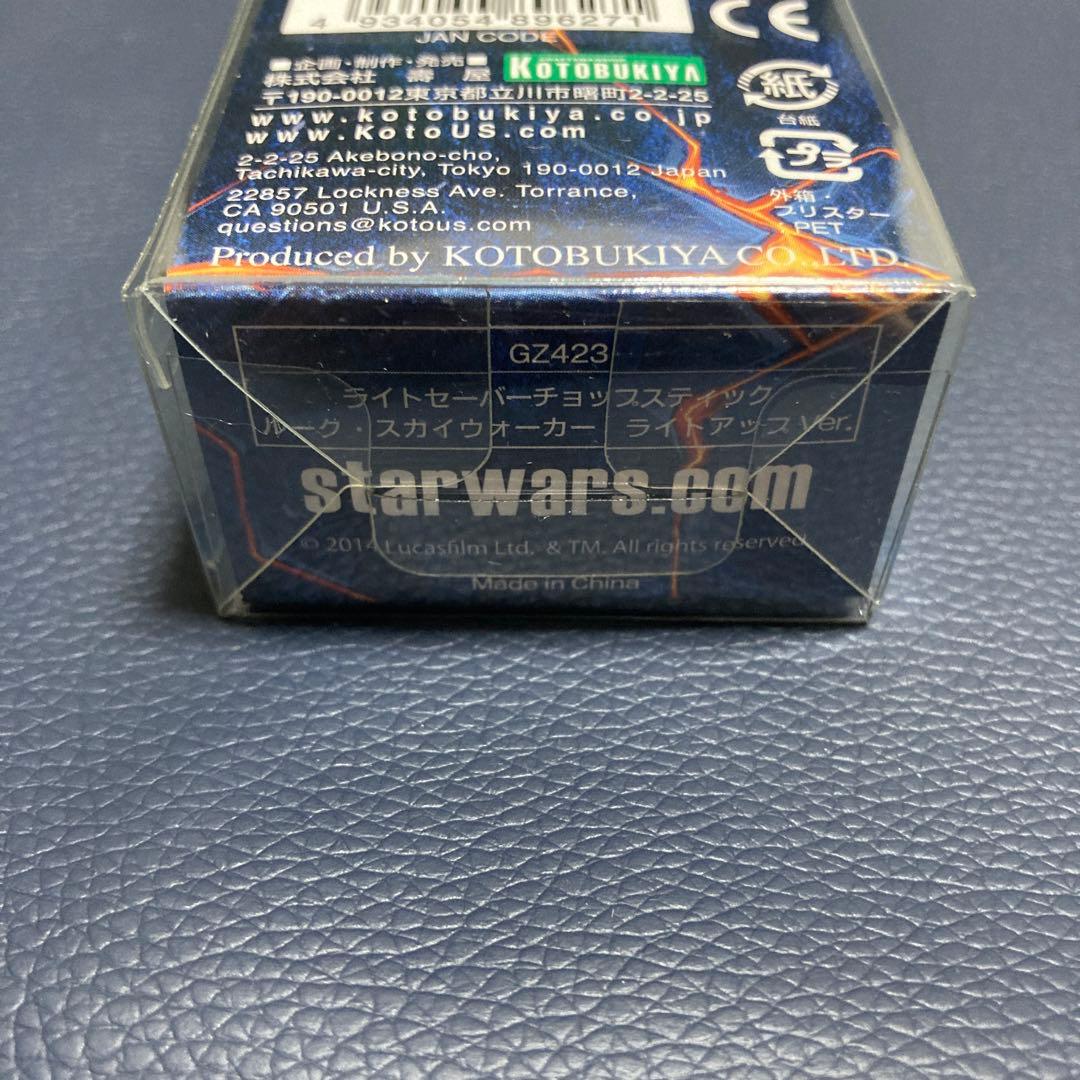 4 934054 896271
JAN CODE
CE
■企画・制作・発売■
株式会社 壽屋
KOTOBUKIYA
〒190-0012東京都立川市曙町2-2-25
www.kotobukiya.co.jp
www.KotoUS.com
2-2-25 Akebono-cho,
Tachikawa-city, Tokyo 190-0012 Japan
22857 Lockness Ave. Torrance,
CA 90501 U.S.A.
questions@kotous.com
紙
台紙
プラ
外箱・
ブリスター
PET
Produced by KOTOBUKIYA CO., LTD.
GZ423
ライトセーバーチョップスティック
ルーク・スカイウォーカー ライトアップVer.
starwars.com
© 2014 Lucasfilm Ltd. & TM. All rights reserved.
Made in China